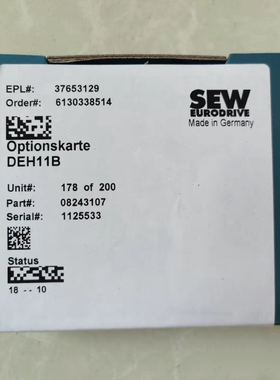 EPL#: 37653129
Order#: 6130338514
SEW
EURODRIVE
Made in Germany
Optionskarte
DEH11B
Unit#: 178 of 200
Part#: 08243107
Serial#: 1125533
Status
18 -- 10